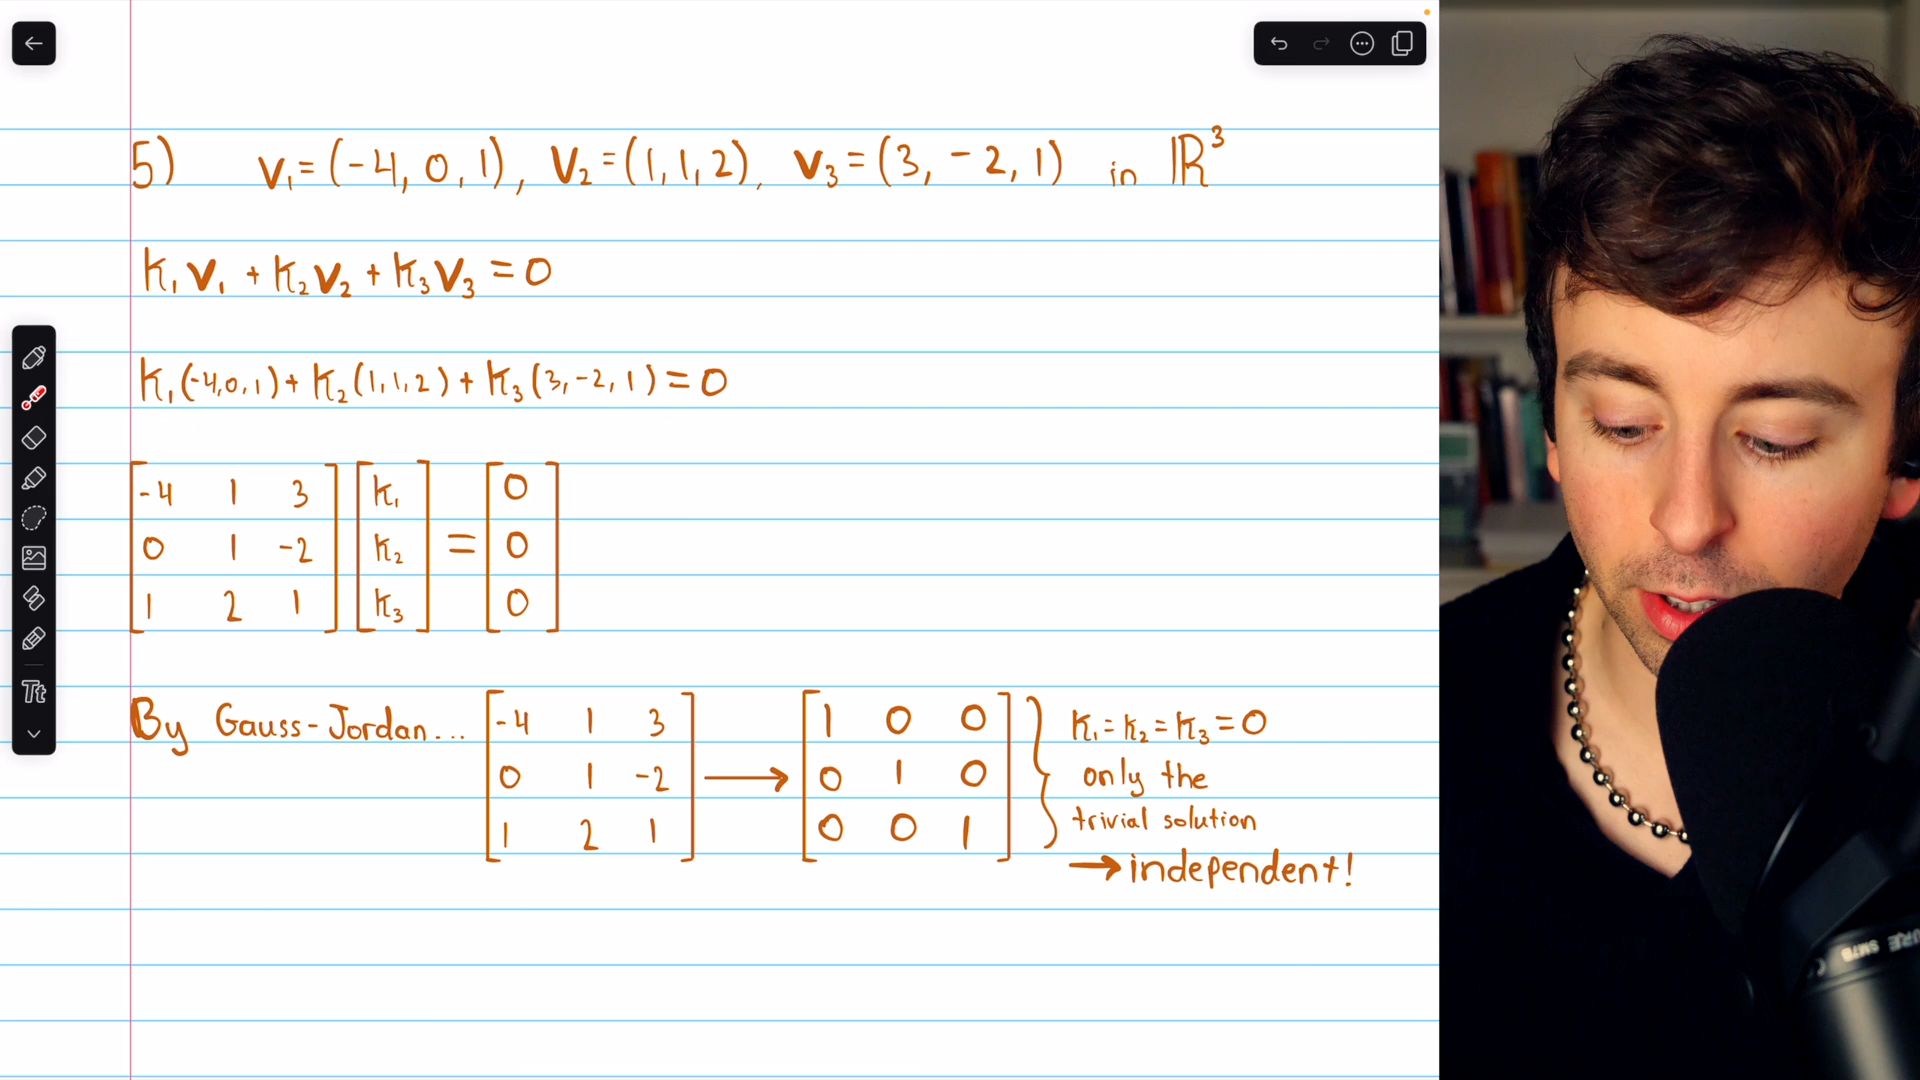 5) v₁=(-4, 0, 1), v₂=(1, 1, 2), v₃=(3, -2, 1) in ℝ³
k₁v₁ + k₂v₂ + k₃v₃ = 0
k₁(-4,0,1)+ k₂(1,1,2) + k₃(3,-2,1)=0
[-4 1 3] [k₁] [0]
[0 1 -2] [k₂] = [0]
[1 2 1] [k₃] [0]
By Gauss-Jordan... [-4 1 3] [1 0 0] } k₁=k₂=k₃=0
[0 1 -2] → [0 1 0] only the
[1 2 1] [0 0 1] trivial solution
→ independent!
Tt
SM7B